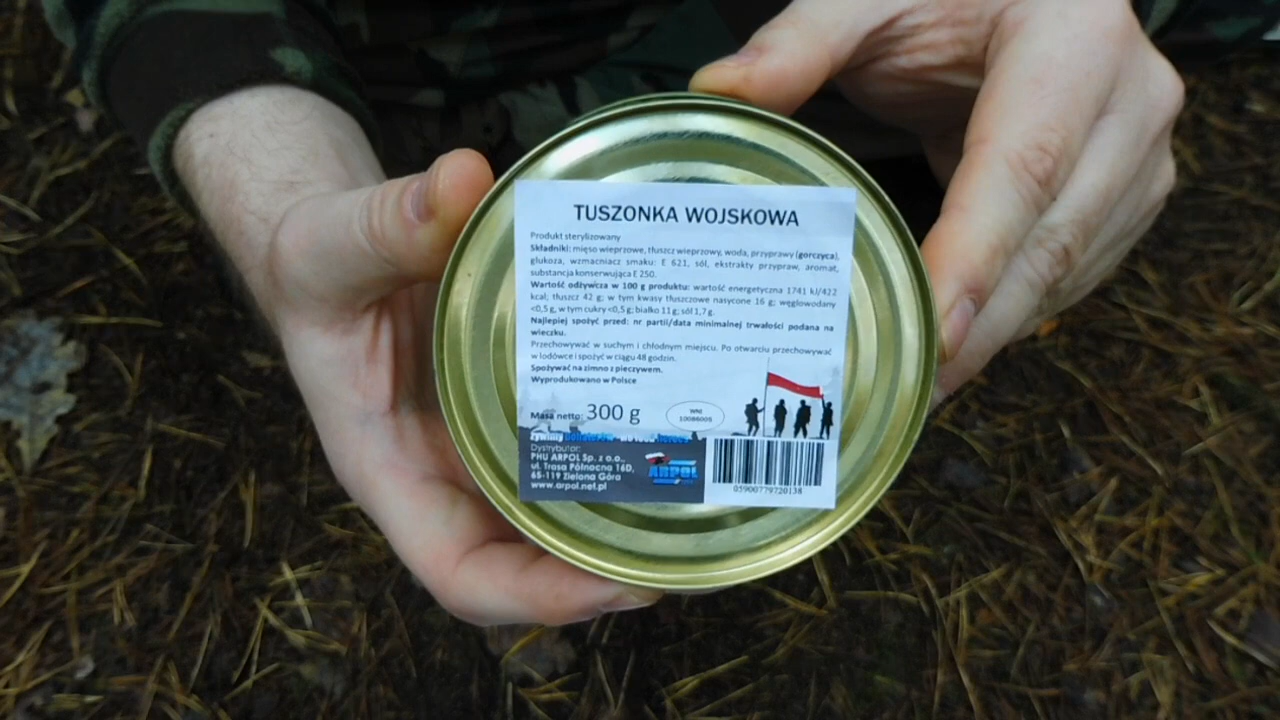 TUSZONKA WOJSKOWA
Produkt sterylizowany
Składniki: mięso wieprzowe, tłuszcz wieprzowy, woda, przyprawy (gorczyca),
glukoza, wzmacniacz smaku: E 621, sól, ekstrakty przypraw, aromat,
substancja konserwująca E 250.
Wartość odżywcza w 100 g produktu: wartość energetyczna 1741 kJ/422
kcal; tłuszcz 42 g; w tym kwasy tłuszczowe nasycone 16 g; węglowodany
<0,5 g, w tym cukry <0,5 g; białko 11 g; sól 1,7 g.
Najlepiej spożyć przed: nr partii/data minimalnej trwałości podana na
wieczku.
Przechowywać w suchym i chłodnym miejscu. Po otwarciu przechowywać
w lodówce i spożyć w ciągu 48 godzin.
Spożywać na zimno z pieczywem.
Wyprodukowano w Polsce
Masa netto: 300 g
WNI
10086005
żywimy
Dystrybutor:
PHU ARPOL Sp. z o.o.,
ul. Trasa Północna 16D,
65-119 Zielona Góra
www.arpol.net.pl
ARPOL
05900779720138